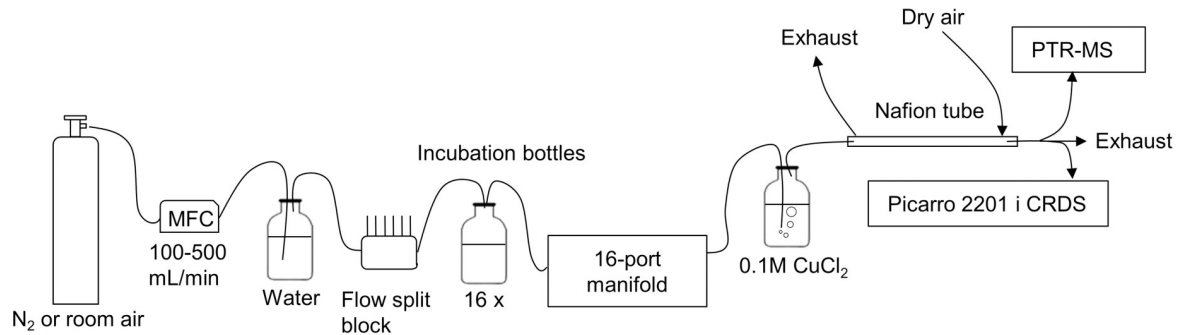 N₂ or room air
MFC
100-500
mL/min
Water
Flow split
block
Incubation bottles
16 x
16-port
manifold
0.1M CuCl₂
Exhaust
Dry air
Nafion tube
PTR-MS
Exhaust
Picarro 2201 i CRDS